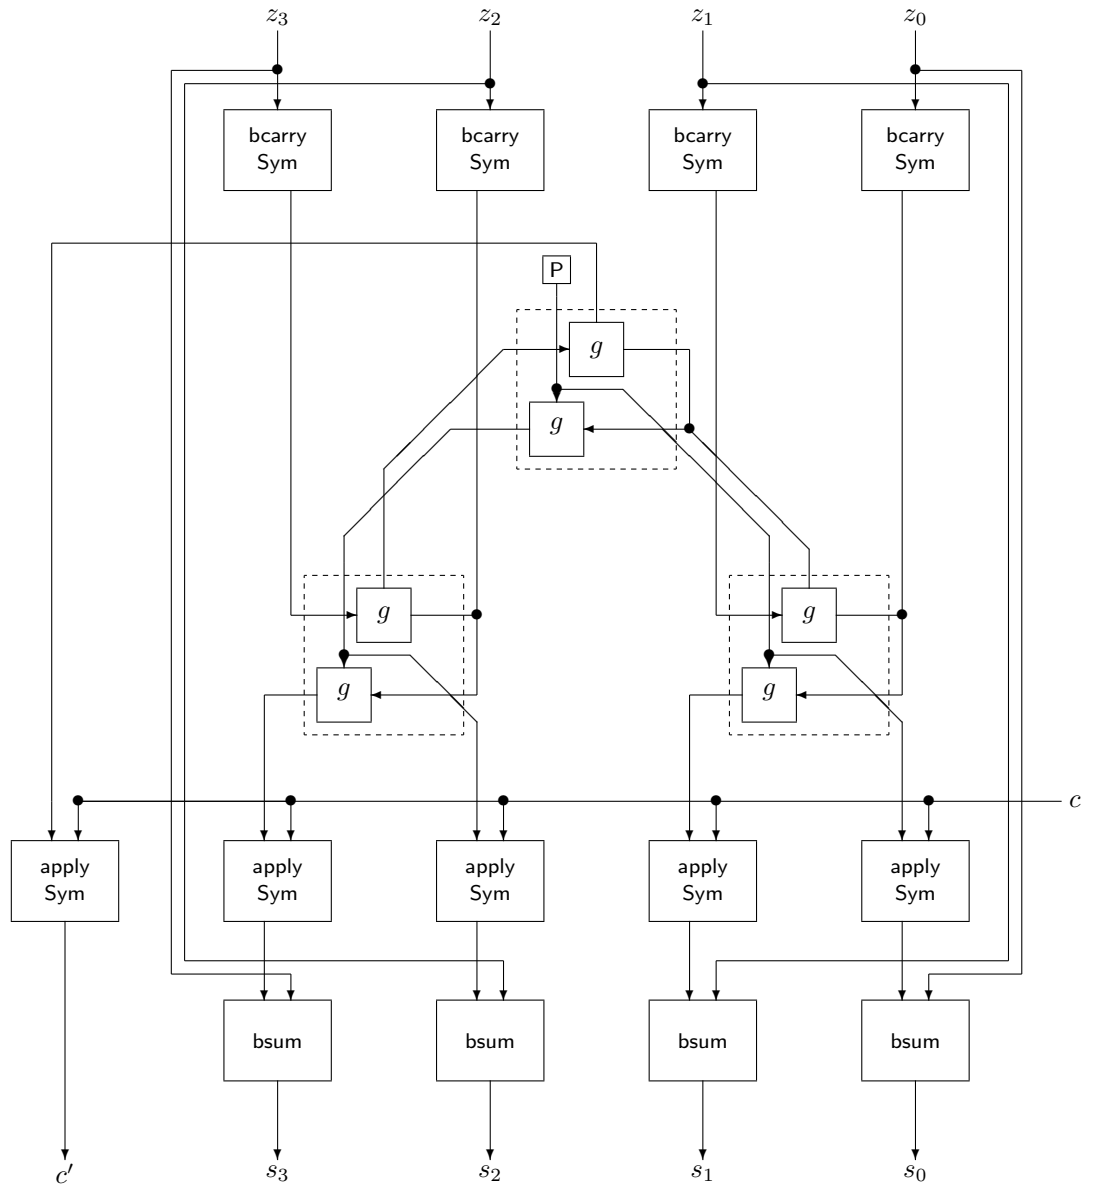 z₃ z₂ z₁ z₀
bcarry bcarry bcarry bcarry
Sym Sym Sym Sym
P
g
g
g g
g g
c
apply apply apply apply apply
Sym Sym Sym Sym Sym
bsum bsum bsum bsum
c′ s₃ s₂ s₁ s₀